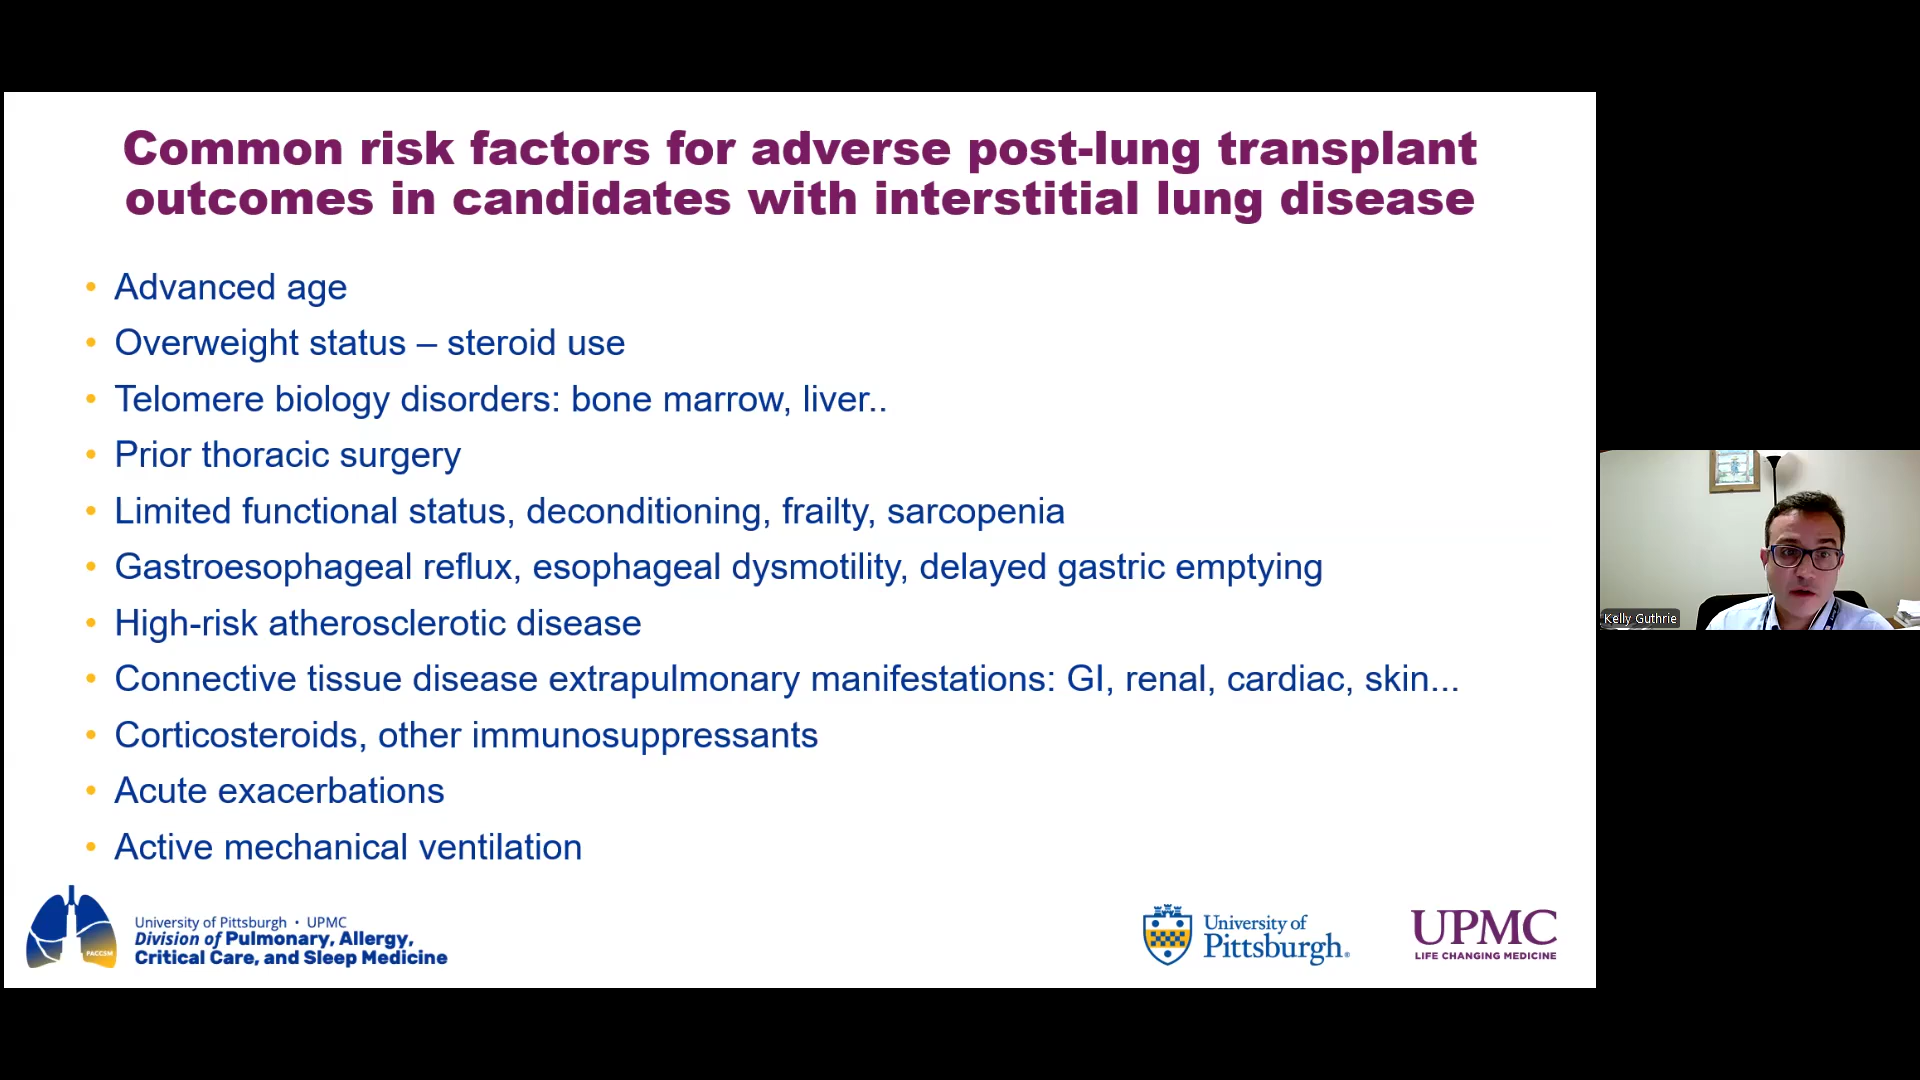 Common risk factors for adverse post-lung transplant
outcomes in candidates with interstitial lung disease
• Advanced age
• Overweight status – steroid use
• Telomere biology disorders: bone marrow, liver..
• Prior thoracic surgery
• Limited functional status, deconditioning, frailty, sarcopenia
• Gastroesophageal reflux, esophageal dysmotility, delayed gastric emptying
• High-risk atherosclerotic disease
• Connective tissue disease extrapulmonary manifestations: GI, renal, cardiac, skin...
• Corticosteroids, other immunosuppressants
• Acute exacerbations
• Active mechanical ventilation
PACCSM
University of Pittsburgh • UPMC
Division of Pulmonary, Allergy,
Critical Care, and Sleep Medicine
University of
Pittsburgh®
UPMC
LIFE CHANGING MEDICINE
Kelly Guthrie